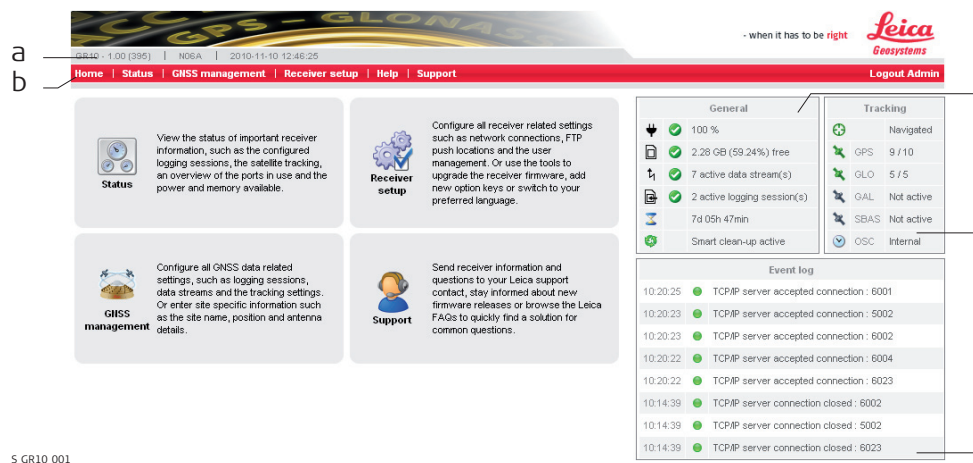 ACC GPS - GLONASS
- when it has to be right
Leica
Geosystems
a
GR10 - 1.00 (395) | N06A | 2010-11-10 12:46:25
b
Home | Status | GNSS management | Receiver setup | Help | Support
Logout Admin
Status
View the status of important receiver
information, such as the configured
logging sessions, the satellite tracking,
an overview of the ports in use and the
power and memory available.
Receiver
setup
Configure all receiver related settings
such as network connections, FTP
push locations and the user
management. Or use the tools to
upgrade the receiver firmware, add
new option keys or switch to your
preferred language.
GNSS
management
Configure all GNSS data related
settings, such as logging sessions,
data streams and the tracking settings.
Or enter site specific information such
as the site name, position and antenna
details.
Support
Send receiver information and
questions to your Leica support
contact, stay informed about new
firmware releases or browse the Leica
FAQs to quickly find a solution for
common questions.
General
100 %
2.28 GB (59.24%) free
7 active data stream(s)
2 active logging session(s)
7d 05h 47min
Smart clean-up active
Tracking
Navigated
GPS 9 / 10
GLO 5 / 5
GAL Not active
SBAS Not active
OSC Internal
Event log
10:20:25 TCP/IP server accepted connection : 6001
10:20:23 TCP/IP server accepted connection : 5002
10:20:23 TCP/IP server accepted connection : 6002
10:20:22 TCP/IP server accepted connection : 6004
10:20:22 TCP/IP server accepted connection : 6023
10:14:39 TCP/IP server connection closed : 6002
10:14:39 TCP/IP server connection closed : 5002
10:14:39 TCP/IP server connection closed : 6023
S GR10 001